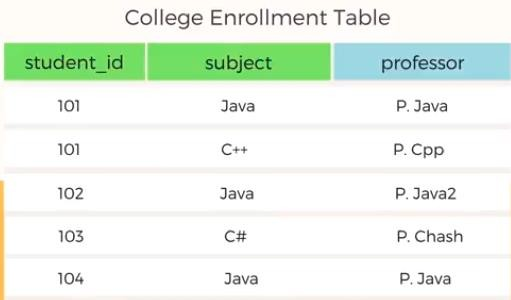 College Enrollment Table
student_id subject professor
101 Java P. Java
101 C++ P. Cpp
102 Java P. Java2
103 C# P. Chash
104 Java P. Java